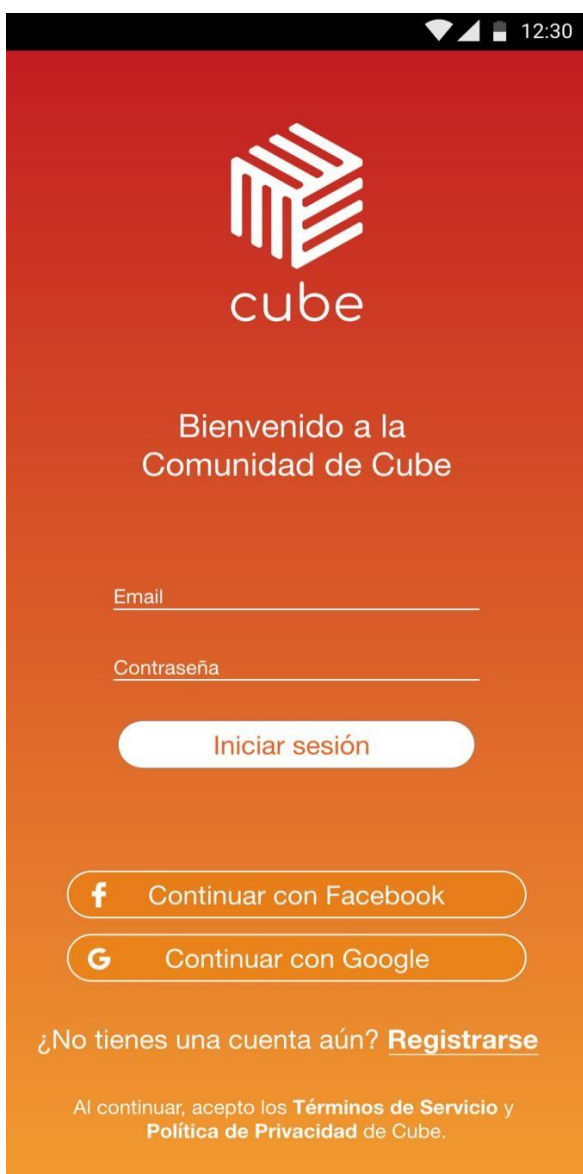 12:30
cube
Bienvenido a la
Comunidad de Cube
Email
Contraseña
Iniciar sesión
f Continuar con Facebook
G Continuar con Google
¿No tienes una cuenta aún? Registrarse
Al continuar, acepto los Términos de Servicio y
Política de Privacidad de Cube.